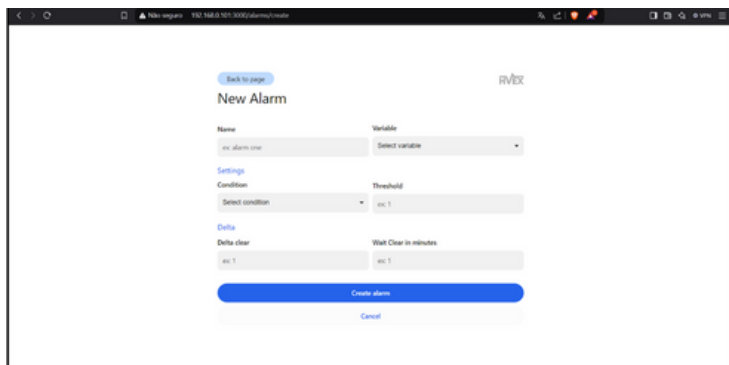 Não seguro 192.168.0.101:3000/alarms/create
VPN
Back to page
New Alarm
Name
Variable
ex: alarm one
Select variable
Settings
Condition
Threshold
Select condition
ex: 1
Delta
Delta clear
Wait Clear in minutes
ex: 1
ex: 1
Create alarm
Cancel